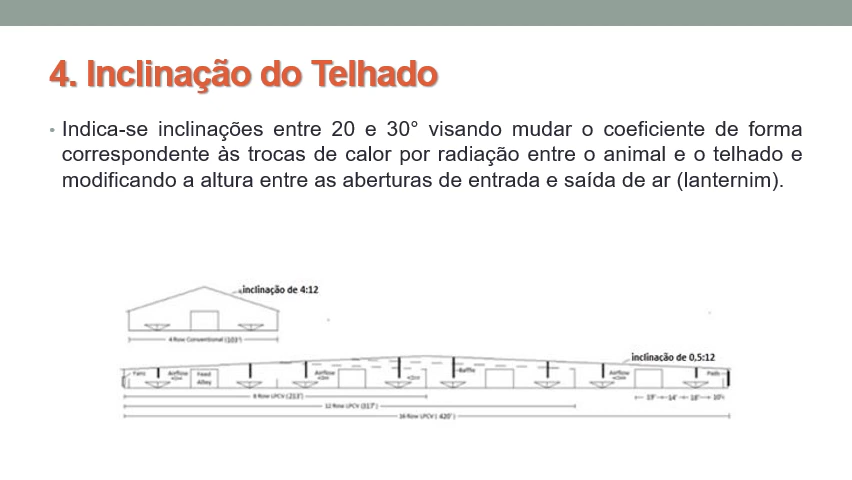 4. Inclinação do Telhado
• Indica-se inclinações entre 20 e 30° visando mudar o coeficiente de forma
correspondente às trocas de calor por radiação entre o animal e o telhado e
modificando a altura entre as aberturas de entrada e saída de ar (lanternim).
inclinação de 4:12
4 Row Conventional (103')
inclinação de 0,5:12
Fans Airflow Feed Alley Airflow Baffle Airflow Pads
8 Row LPCV (213') 19' 14' 18'
12 Row LPCV (317')
16 Row LPCV (420')